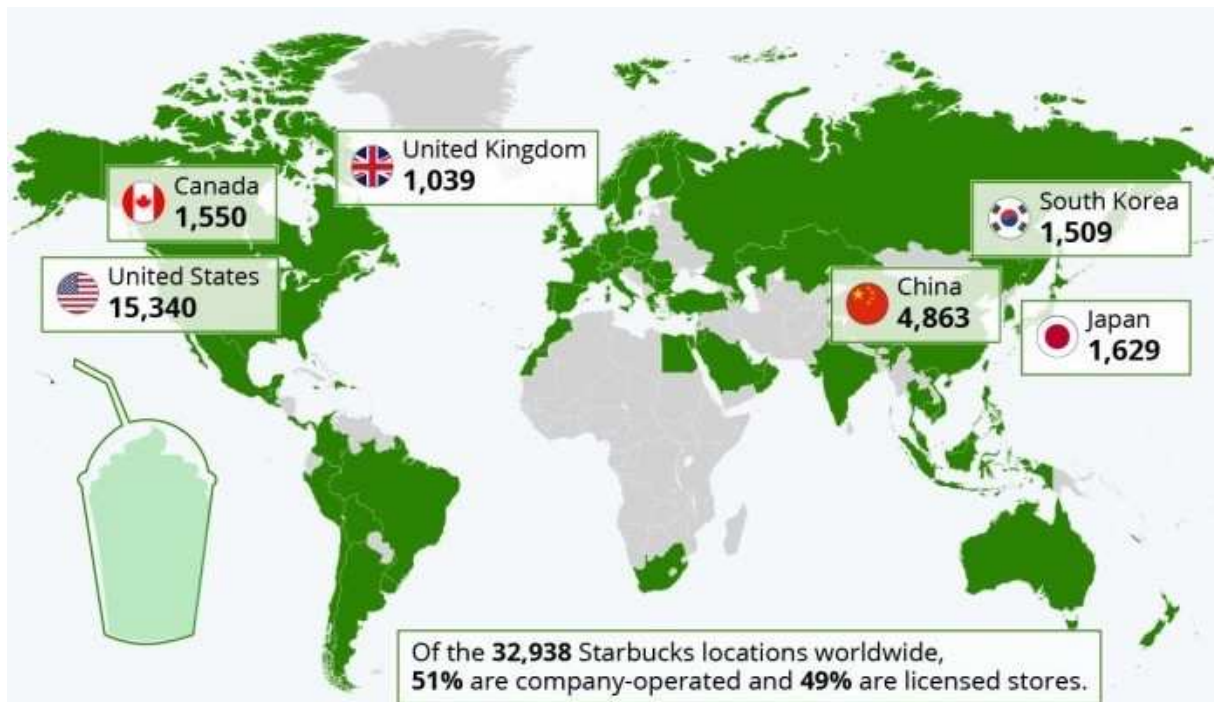 United Kingdom
1,039
Canada
1,550
South Korea
1,509
United States
15,340
China
4,863
Japan
1,629
Of the 32,938 Starbucks locations worldwide,
51% are company-operated and 49% are licensed stores.